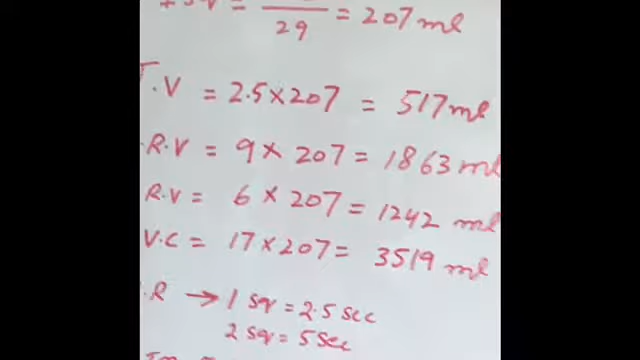 = ―― = 207 ml
29
T.V = 2.5×207 = 517 ml
.R.V = 9 × 207 = 1863 ml
R.V = 6 × 207 = 1242 ml
V.C = 17×207 = 3519 ml
.R → 1 sq = 2.5 sec
2 sq = 5 sec